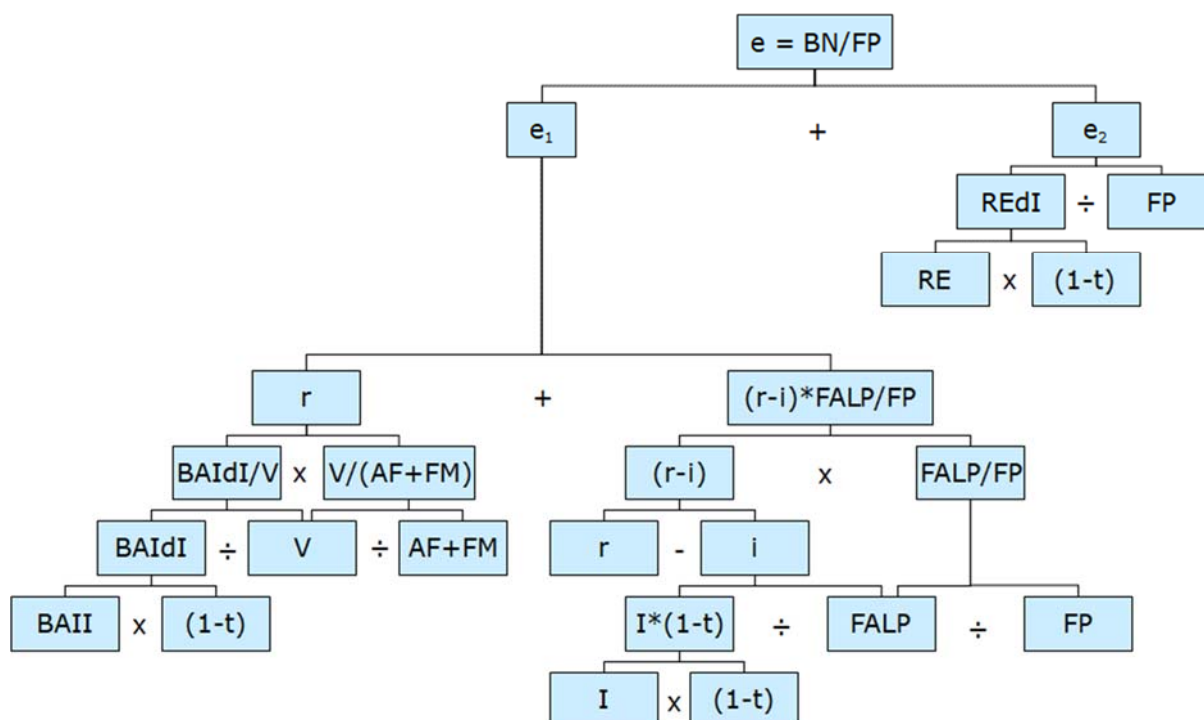 e = BN/FP
e₁ + e₂
REdI ÷ FP
RE x (1-t)
r + (r-i)*FALP/FP
BAIdI/V x V/(AF+FM) (r-i) x FALP/FP
BAIdI ÷ V ÷ AF+FM r - i
BAII x (1-t) I*(1-t) ÷ FALP ÷ FP
I x (1-t)